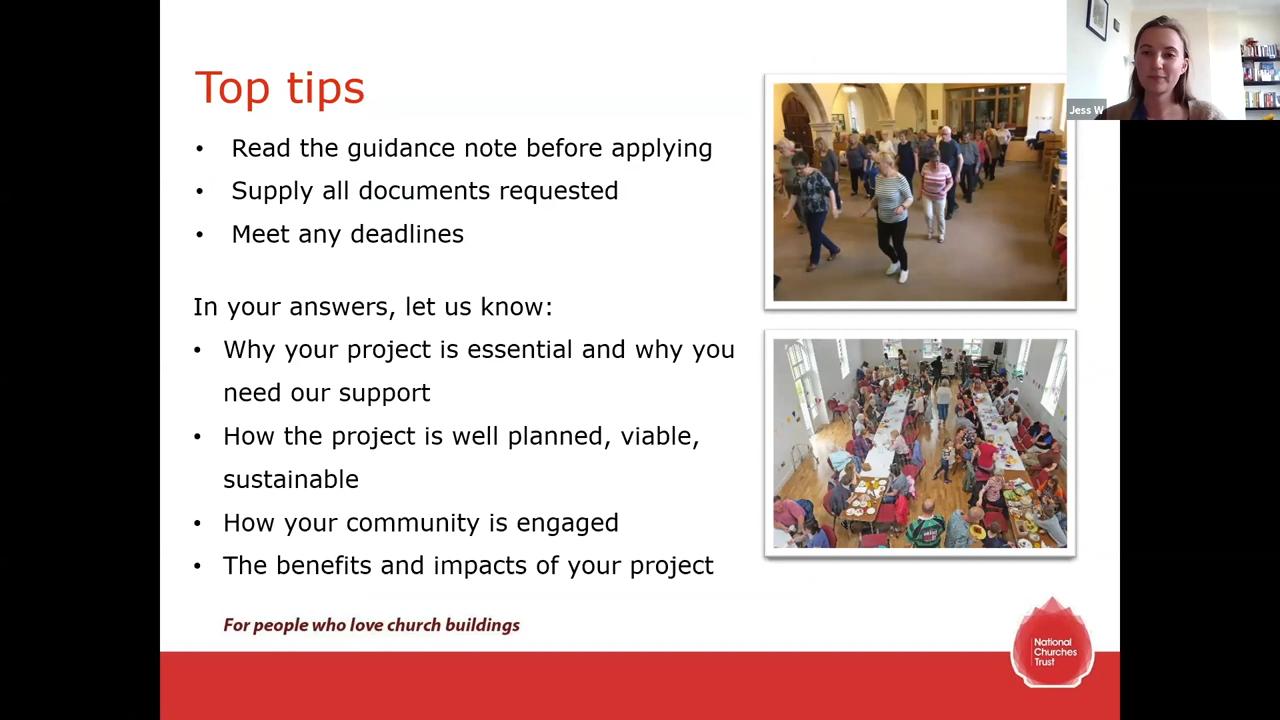 Top tips
• Read the guidance note before applying
• Supply all documents requested
• Meet any deadlines
In your answers, let us know:
• Why your project is essential and why you
need our support
• How the project is well planned, viable,
sustainable
• How your community is engaged
• The benefits and impacts of your project
For people who love church buildings
National
Churches
Trust
Jess W